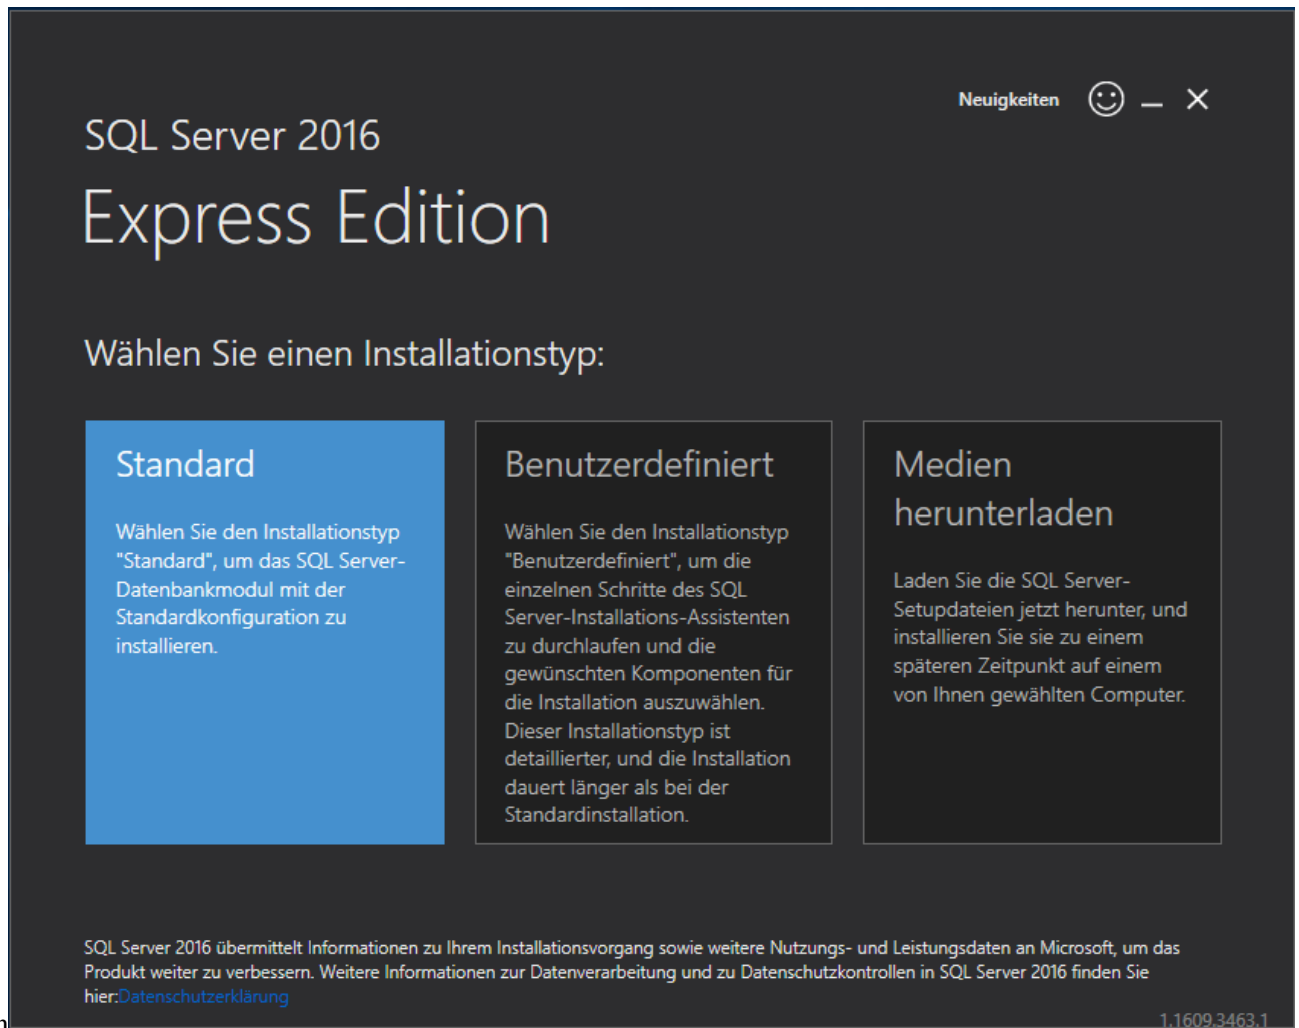 Neuigkeiten
SQL Server 2016
Express Edition
Wählen Sie einen Installationstyp:
Standard
Wählen Sie den Installationstyp
"Standard", um das SQL Server-
Datenbankmodul mit der
Standardkonfiguration zu
installieren.
Benutzerdefiniert
Wählen Sie den Installationstyp
"Benutzerdefiniert", um die
einzelnen Schritte des SQL
Server-Installations-Assistenten
zu durchlaufen und die
gewünschten Komponenten für
die Installation auszuwählen.
Dieser Installationstyp ist
detaillierter, und die Installation
dauert länger als bei der
Standardinstallation.
Medien
herunterladen
Laden Sie die SQL Server-
Setupdateien jetzt herunter, und
installieren Sie sie zu einem
späteren Zeitpunkt auf einem
von Ihnen gewählten Computer.
SQL Server 2016 übermittelt Informationen zu Ihrem Installationsvorgang sowie weitere Nutzungs- und Leistungsdaten an Microsoft, um das
Produkt weiter zu verbessern. Weitere Informationen zur Datenverarbeitung und zu Datenschutzkontrollen in SQL Server 2016 finden Sie
hier:Datenschutzerklärung
1.1609.3463.1